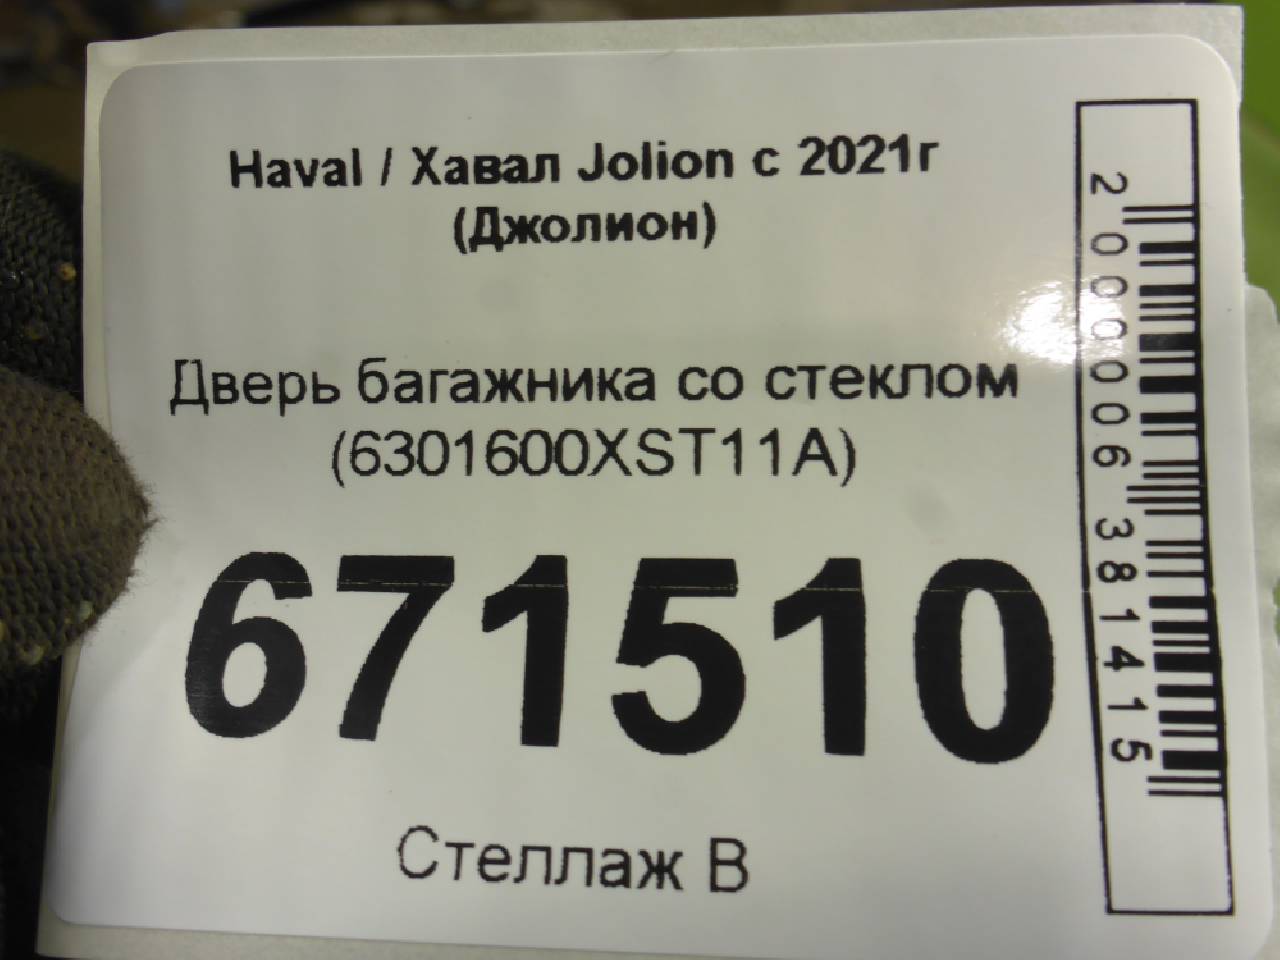 Haval / Хавал Jolion с 2021г
(Джолион)
Дверь багажника со стеклом
(6301600XST11A)
671510
Стеллаж В
2000006381415